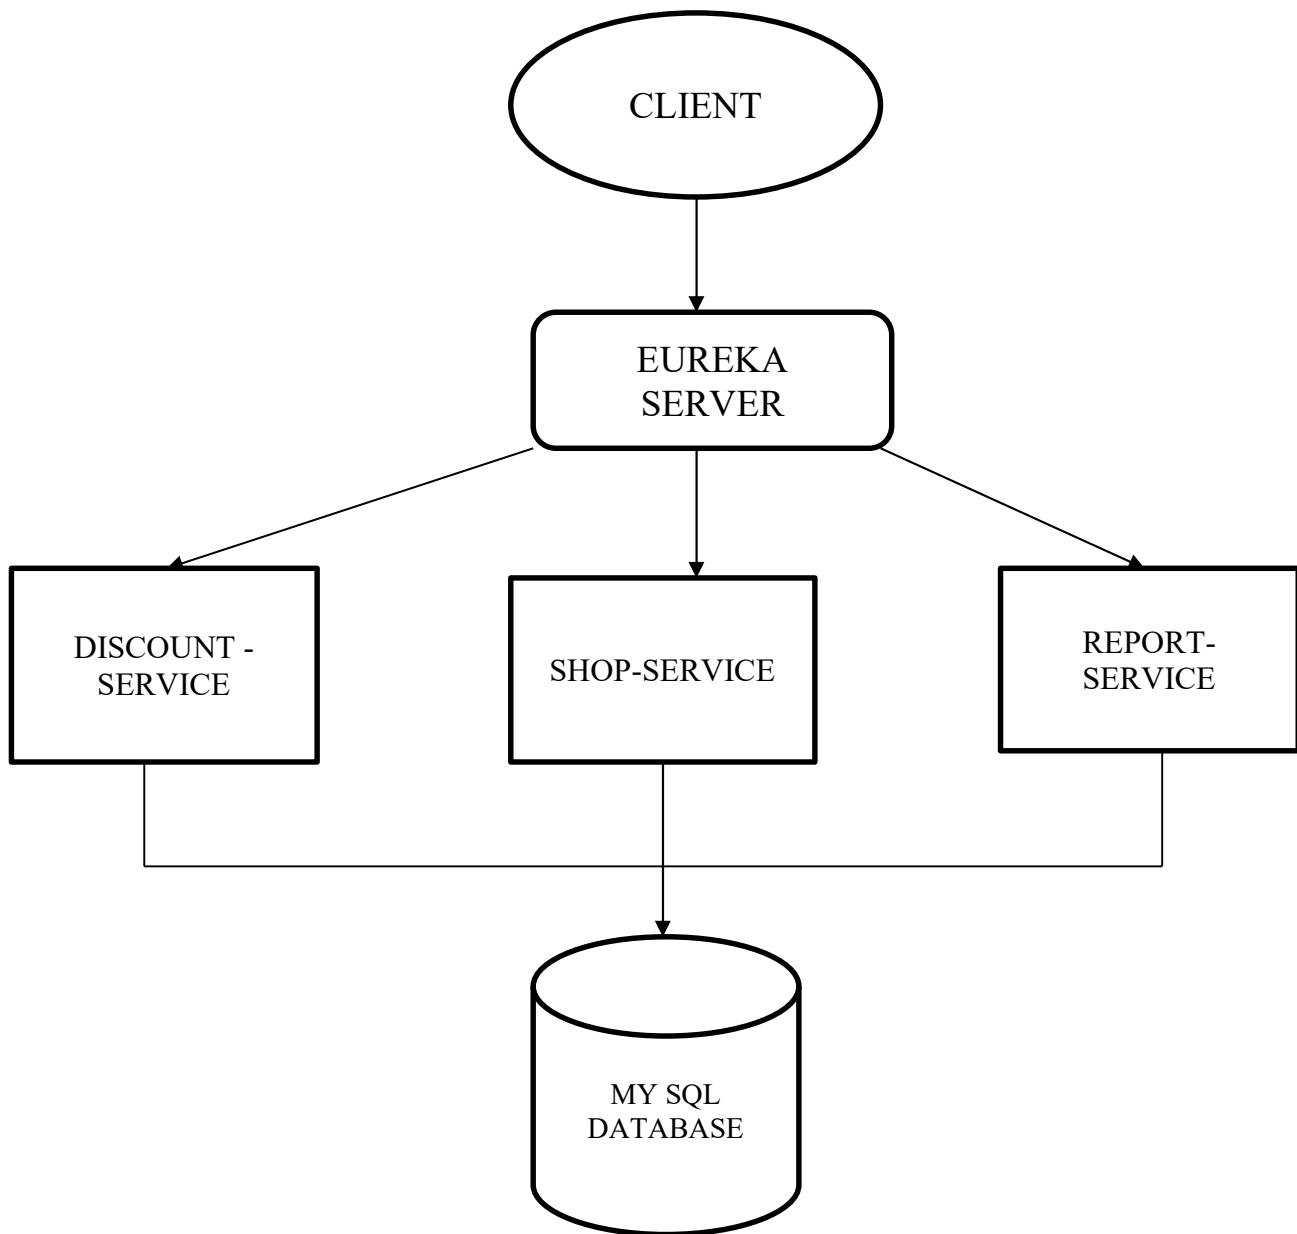 CLIENT
EUREKA
SERVER
DISCOUNT -
SERVICE
SHOP-SERVICE
REPORT-
SERVICE
MY SQL
DATABASE